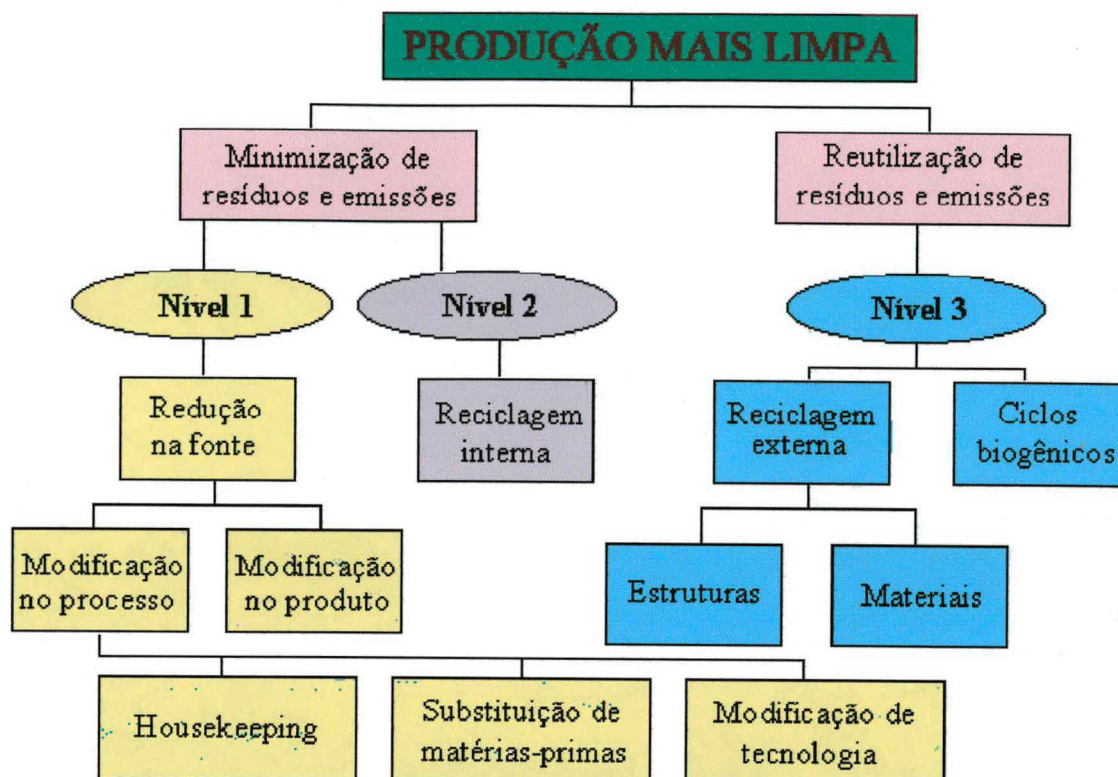 PRODUÇÃO MAIS LIMPA
Minimização de
resíduos e emissões
Reutilização de
resíduos e emissões
Nível 1
Nível 2
Nível 3
Redução
na fonte
Reciclagem
interna
Reciclagem
externa
Ciclos
biogênicos
Modificação
no processo
Modificação
no produto
Estruturas
Materiais
Housekeeping
Substituição de
matérias-primas
Modificação de
tecnologia